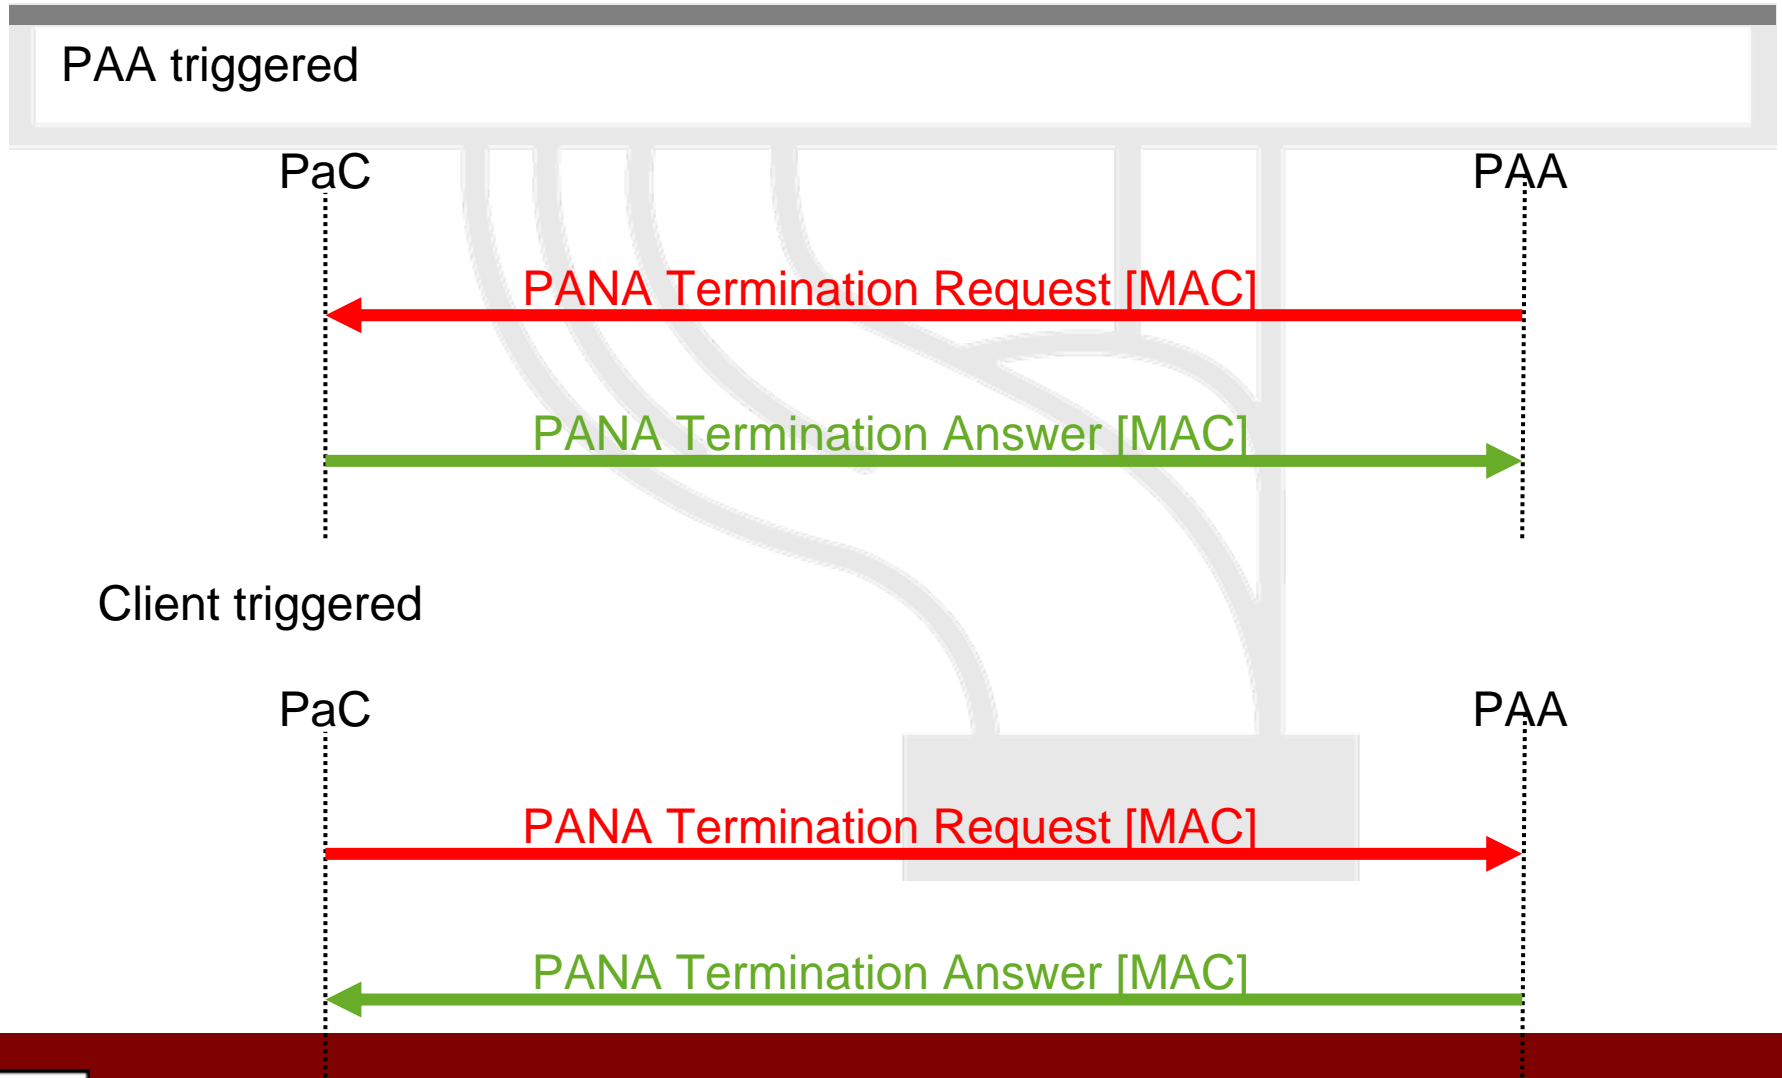 PAA triggered
PaC PAA
PANA Termination Request [MAC]
PANA Termination Answer [MAC]
Client triggered
PaC PAA
PANA Termination Request [MAC]
PANA Termination Answer [MAC]